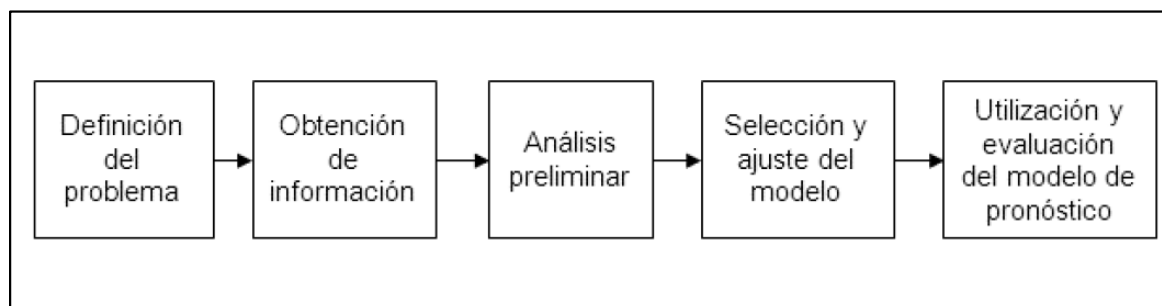 Definición
del
problema
Obtención
de
información
Análisis
preliminar
Selección y
ajuste del
modelo
Utilización y
evaluación
del modelo de
pronóstico